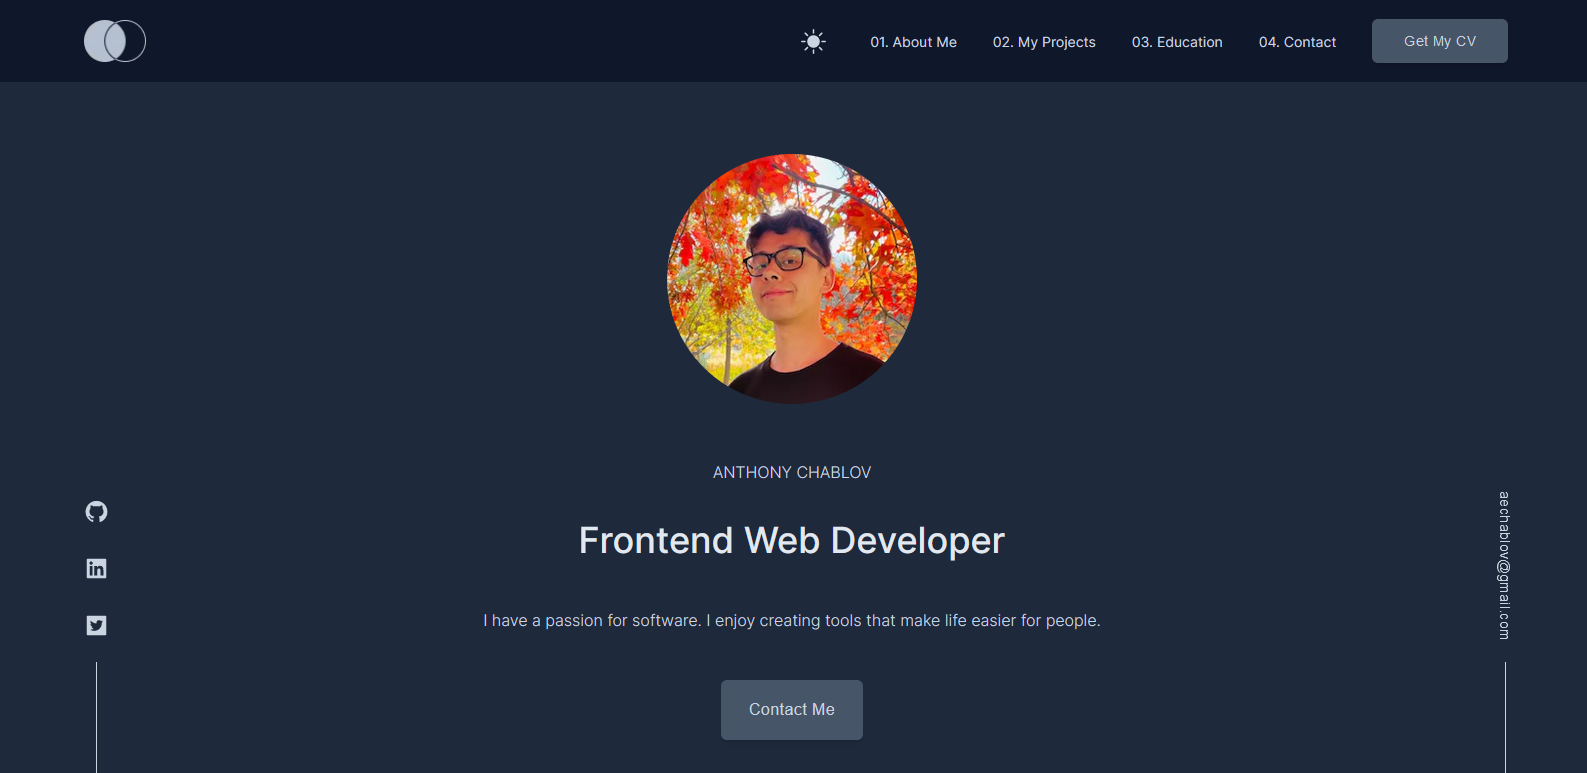 01. About Me
02. My Projects
03. Education
04. Contact
Get My CV
ANTHONY CHABLOV
Frontend Web Developer
I have a passion for software. I enjoy creating tools that make life easier for people.
Contact Me
aechablov@gmail.com